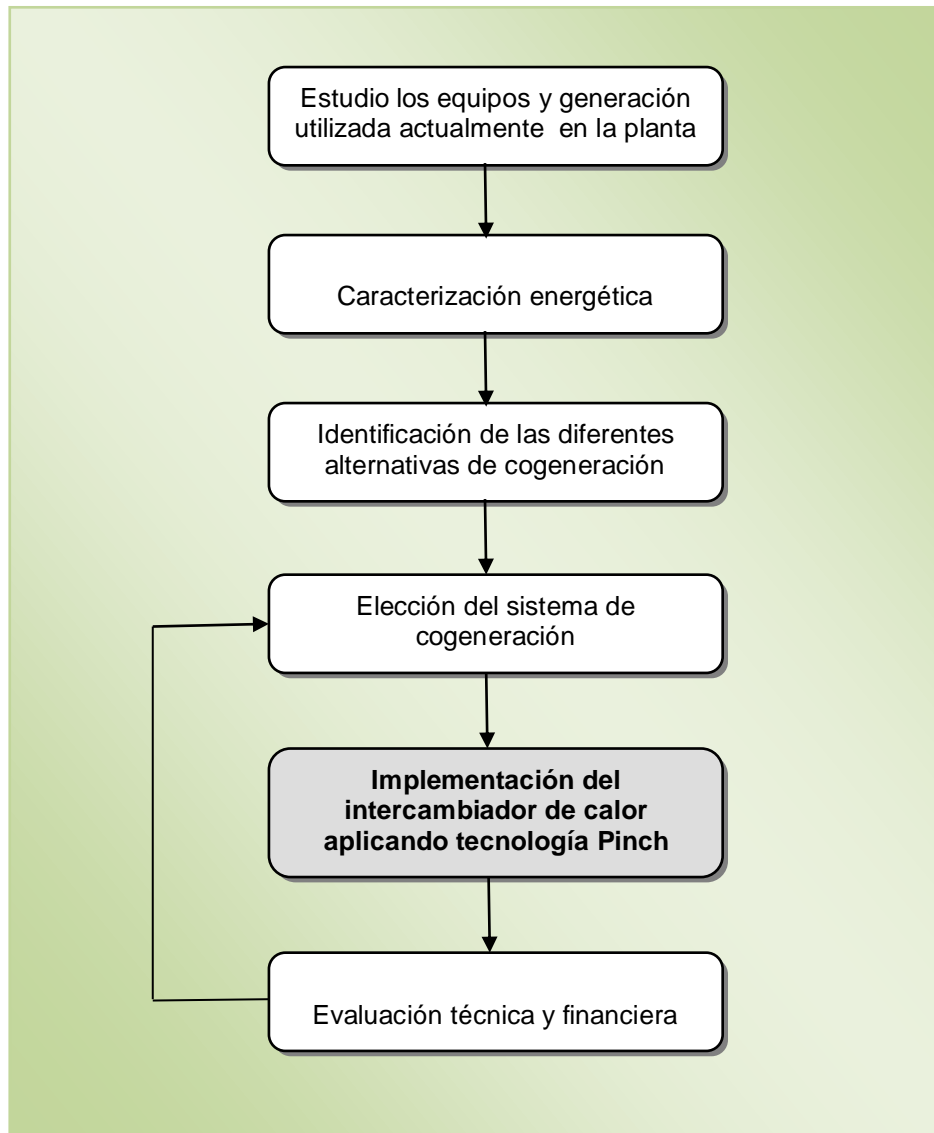 Estudio los equipos y generación
utilizada actualmente en la planta
Caracterización energética
Identificación de las diferentes
alternativas de cogeneración
Elección del sistema de
cogeneración
Implementación del
intercambiador de calor
aplicando tecnología Pinch
Evaluación técnica y financiera